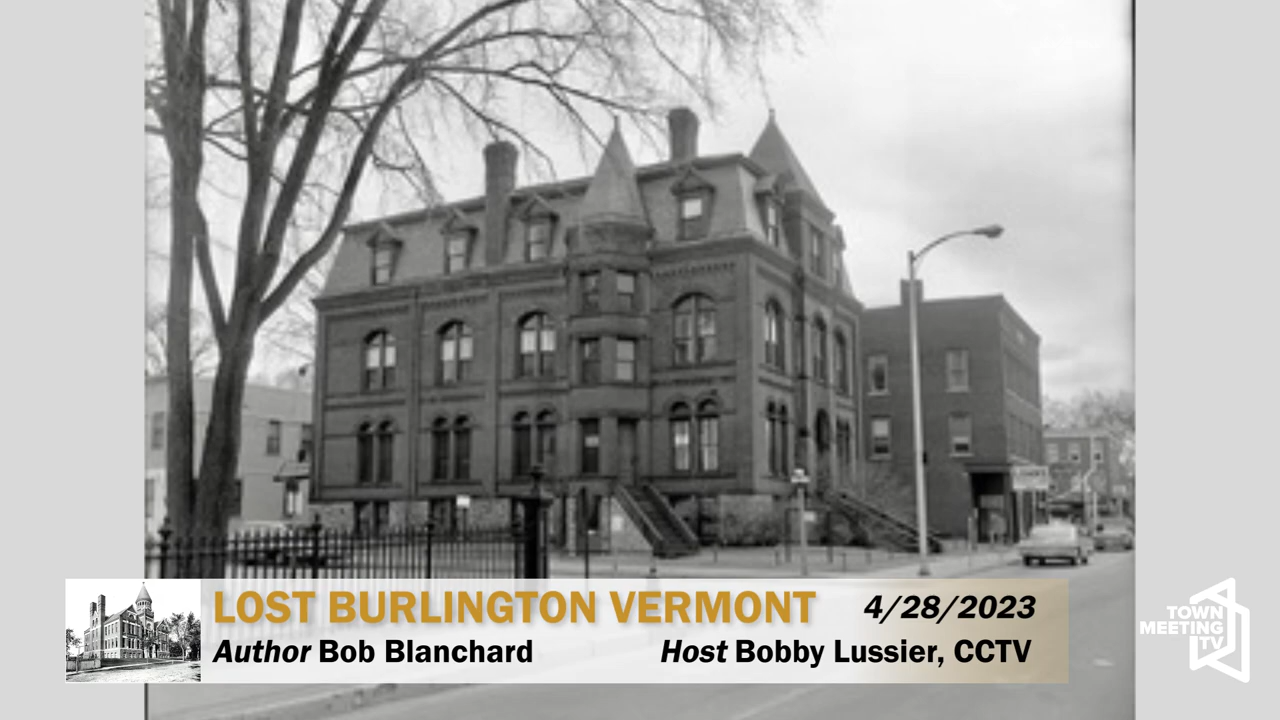 LOST BURLINGTON VERMONT 4/28/2023
Author Bob Blanchard Host Bobby Lussier, CCTV
TOWN
MEETING
TV